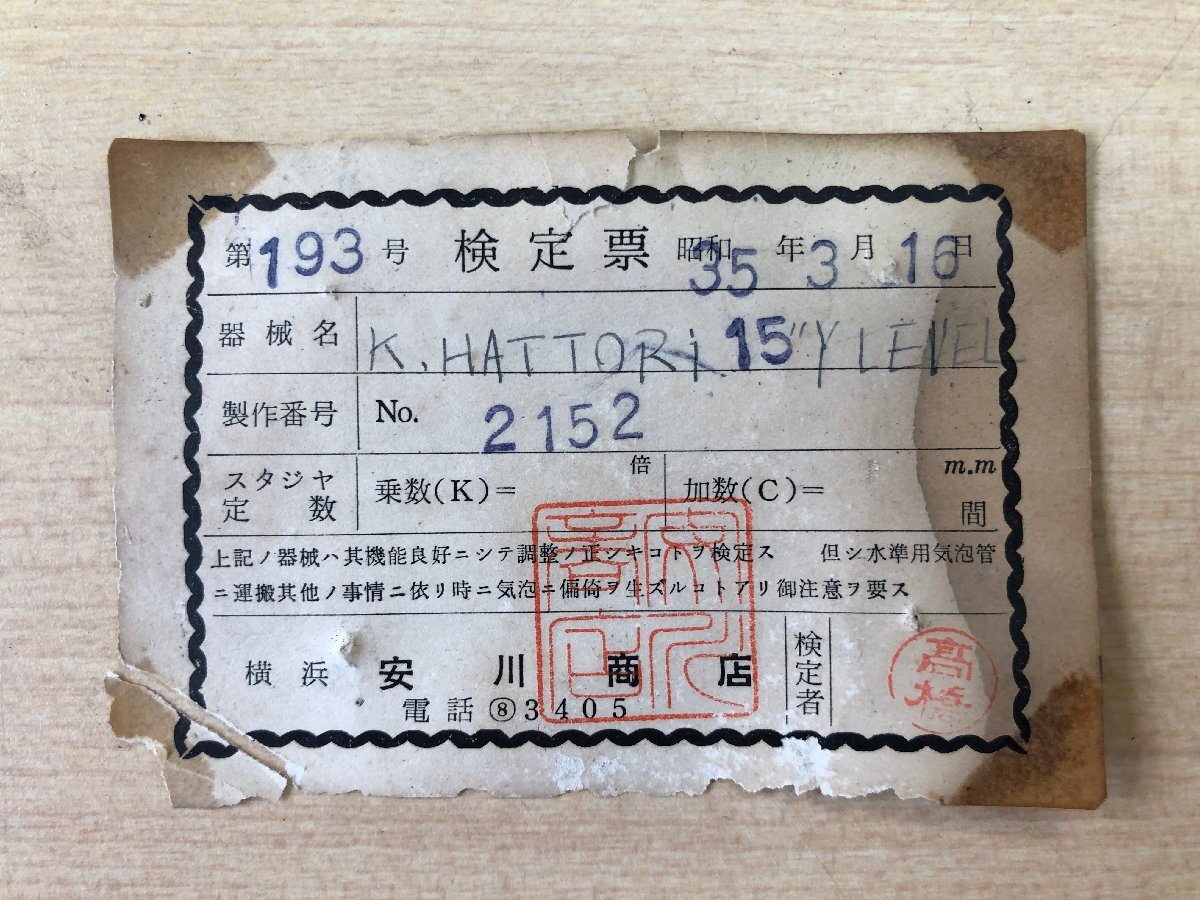 第193号 検定票 昭和35年3月16日
器械名 K. HATTORi 15"Y LEVEL
製作番号 No. 2152
スタジヤ定数 乗数(K)= 倍 加数(C)= m.m 間
上記ノ器械ハ其機能良好ニシテ調整ノ正シキコトヲ検定ス 但シ水準用気泡管
ニ運搬其他ノ事情ニ依リ時ニ気泡ニ偏倚ヲ生ズルコトアリ御注意ヲ要ス
横浜 安川商店 検定者 高橋
電話⑧3405